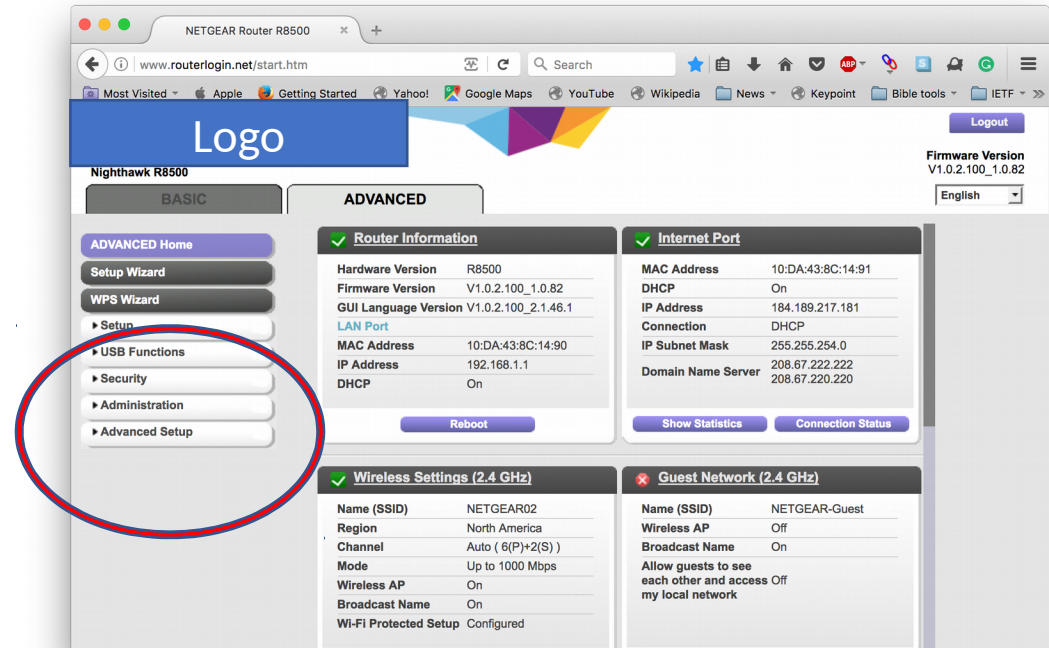 NETGEAR Router R8500
www.routerlogin.net/start.htm
Search
ABP
S
G
Most Visited
Apple
Getting Started
Yahoo!
Google Maps
YouTube
Wikipedia
News
Keypoint
Bible tools
IETF
Logo
Logout
Nighthawk R8500
Firmware Version
V1.0.2.100_1.0.82
BASIC
ADVANCED
English
ADVANCED Home
Setup Wizard
WPS Wizard
Setup
USB Functions
Security
Administration
Advanced Setup
Router Information
Hardware Version R8500
Firmware Version V1.0.2.100_1.0.82
GUI Language Version V1.0.2.100_2.1.46.1
LAN Port
MAC Address 10:DA:43:8C:14:90
IP Address 192.168.1.1
DHCP On
Reboot
Internet Port
MAC Address 10:DA:43:8C:14:91
DHCP On
IP Address 184.189.217.181
Connection DHCP
IP Subnet Mask 255.255.254.0
Domain Name Server 208.67.222.222
208.67.220.220
Show Statistics
Connection Status
Wireless Settings (2.4 GHz)
Name (SSID) NETGEAR02
Region North America
Channel Auto ( 6(P)+2(S) )
Mode Up to 1000 Mbps
Wireless AP On
Broadcast Name On
Wi-Fi Protected Setup Configured
Guest Network (2.4 GHz)
Name (SSID) NETGEAR-Guest
Wireless AP Off
Broadcast Name On
Allow guests to see
each other and access Off
my local network